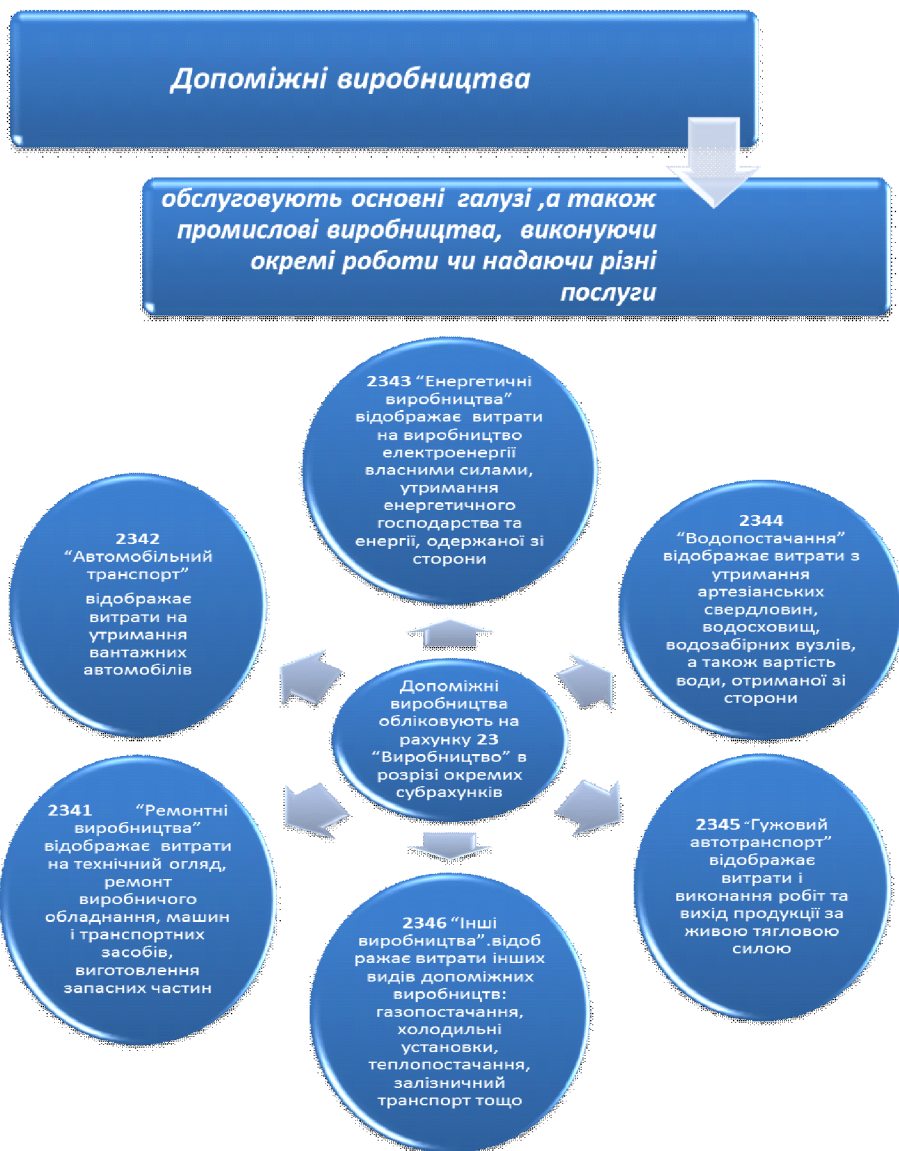 Допоміжні виробництва
обслуговують основні галузі ,а також
промислові виробництва, виконуючи
окремі роботи чи надаючи різні
послуги
2343 “Енергетичні
виробництва”
відображає витрати
на виробництво
електроенергії
власними силами,
утримання
енергетичного
господарства та
енергії, одержаної зі
сторони
2342
“Автомобільний
транспорт”
відображає
витрати на
утримання
вантажних
автомобілів
2344
“Водопостачання”
відображає витрати з
утримання
артезіанських
свердловин,
водосховищ,
водозабірних вузлів,
а також вартість
води, отриманої зі
сторони
Допоміжні
виробництва
обліковують на
рахунку 23
“Виробництво” в
розрізі окремих
субрахунків
2341 “Ремонтні
виробництва”
відображає витрати
на технічний огляд,
ремонт
виробничого
обладнання, машин
і транспортних
засобів,
виготовлення
запасних частин
2345 “Гужовий
автотранспорт”
відображає
витрати і
виконання робіт та
вихід продукції за
живою тягловою
силою
2346 “Інші
виробництва”.відоб
ражає витрати інших
видів допоміжних
виробництв:
газопостачання,
холодильні
установки,
теплопостачання,
залізничний
транспорт тощо